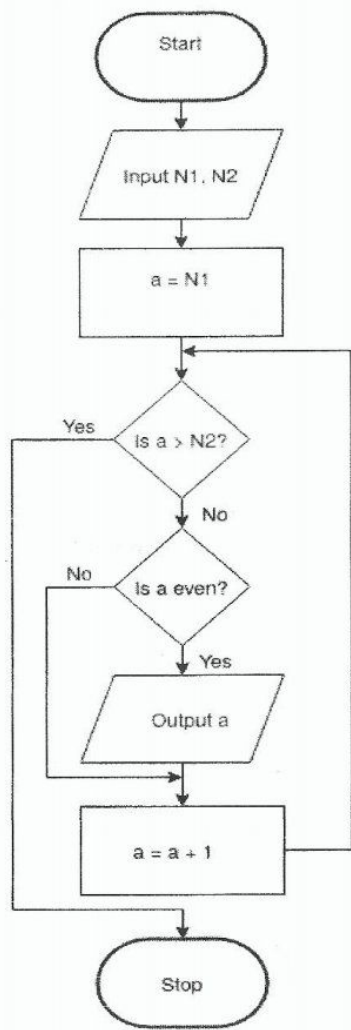 Start
Input N1, N2
a = N1
Is a > N2?
Yes
No
Is a even?
No
Yes
Output a
a = a + 1
Stop